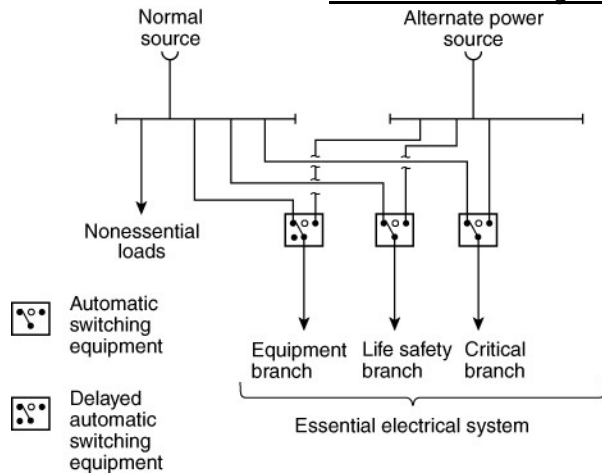 Normal
source
Alternate power
source
Nonessential
loads
Automatic
switching
equipment
Delayed
automatic
switching
equipment
Equipment
branch
Life safety
branch
Critical
branch
Essential electrical system